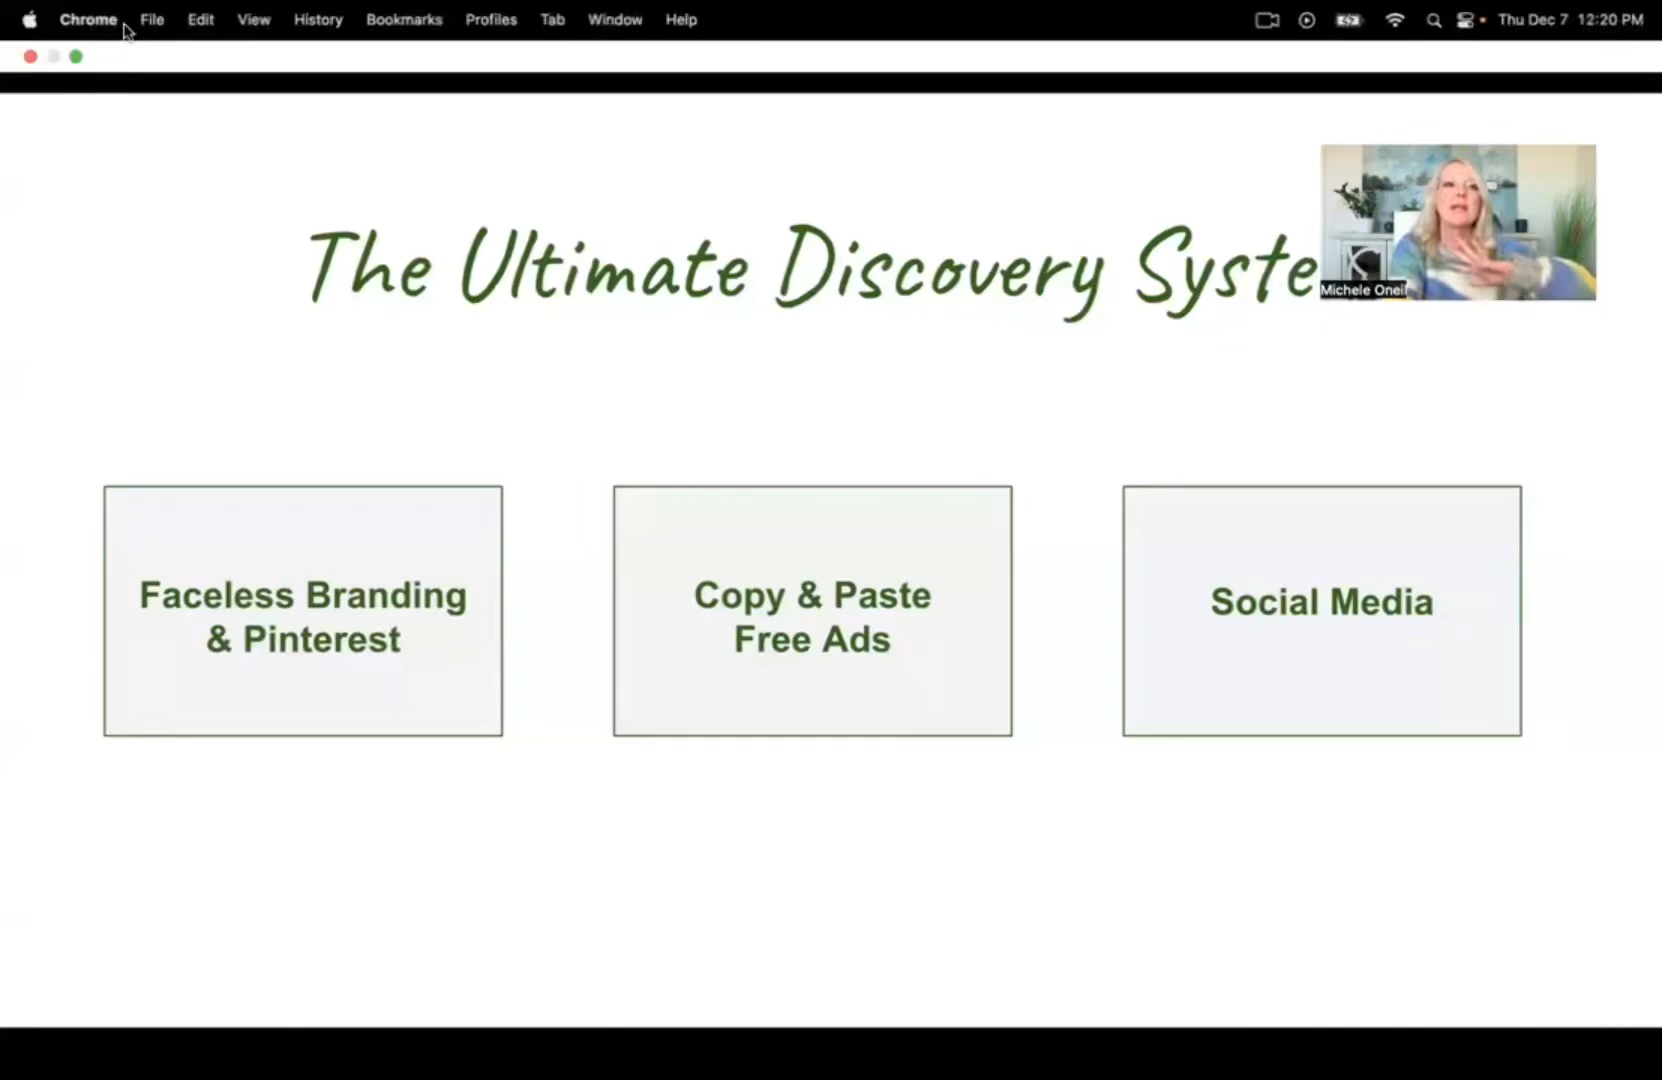 Chrome File Edit View History Bookmarks Profiles Tab Window Help Thu Dec 7 12:20 PM
The Ultimate Discovery Syste
Michele Oneil
Faceless Branding
& Pinterest
Copy & Paste
Free Ads
Social Media